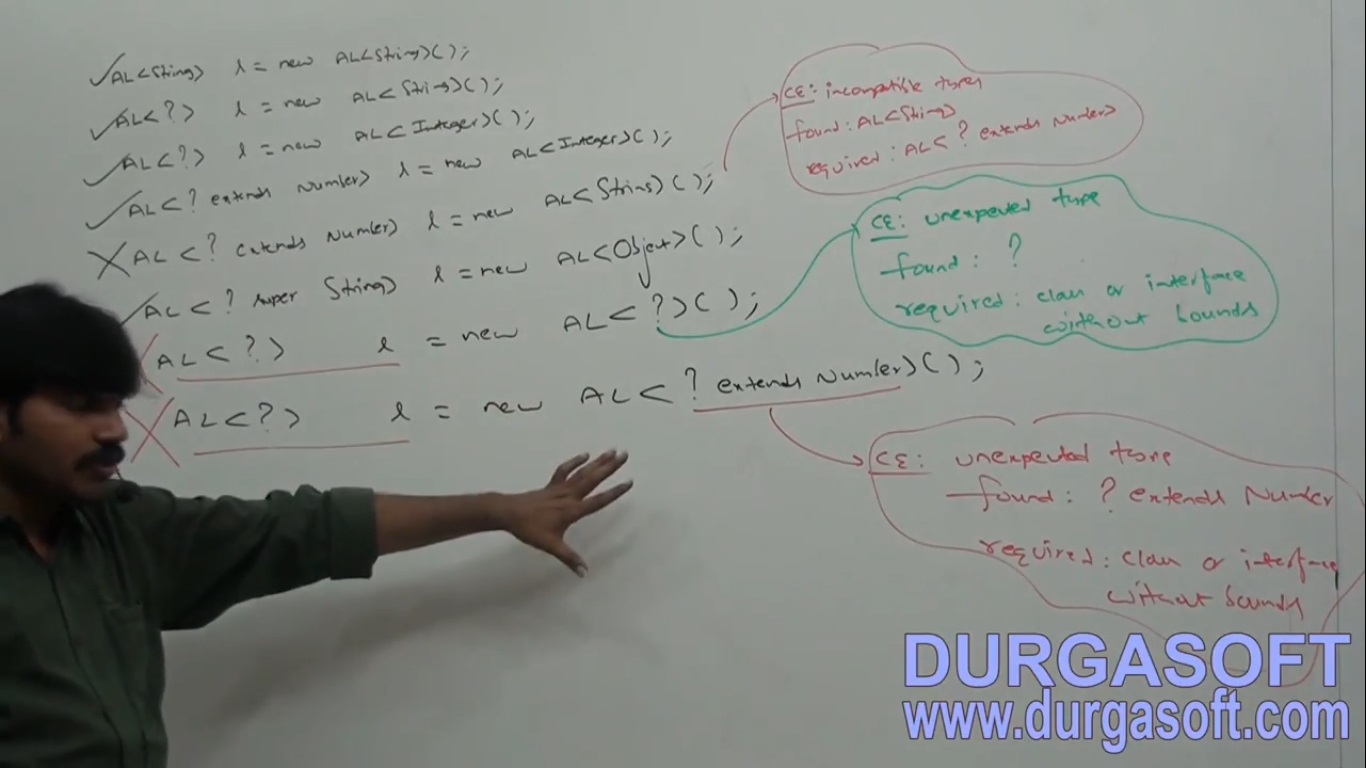 ✓ AL<String> l = new AL<String>();
✓ AL<?> l = new AL<String>();
✓ AL<?> l = new AL<Integer>();
✓ AL<? extends Number> l = new AL<Integer>();
X AL<? extends Number> l = new AL<String>();
✓ AL<? super String> l = new AL<Object>();
X AL<?> l = new AL<?>();
X AL<?> l = new AL<? extends Number>();
CE: incompatible types
found: AL<String>
required: AL<? extends Number>
CE: unexpected type
found: ?
required: class or interface
without bounds
CE: unexpected type
found: ? extends Number
required: class or interface
without bounds
DURGASOFT
www.durgasoft.com